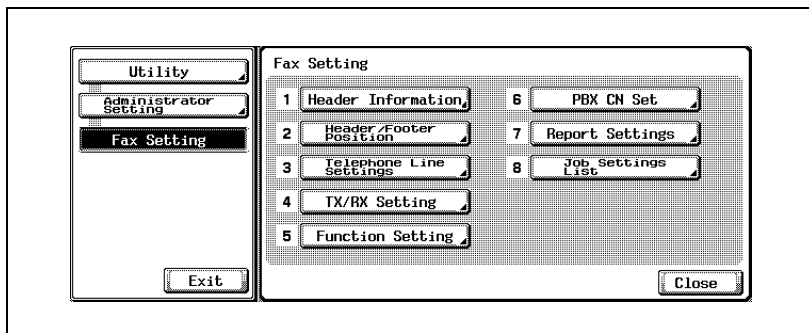 Utility
Administrator
Setting
Fax Setting
Exit
Fax Setting
1 Header Information
2 Header/Footer
Position
3 Telephone Line
Settings
4 TX/RX Setting
5 Function Setting
6 PBX CN Set
7 Report Settings
8 Job Settings
List
Close